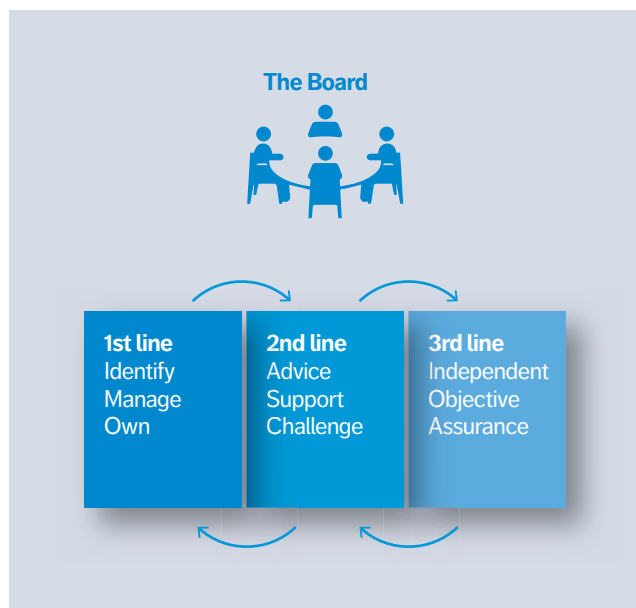 The Board
1st line
Identify
Manage
Own
2nd line
Advice
Support
Challenge
3rd line
Independent
Objective
Assurance